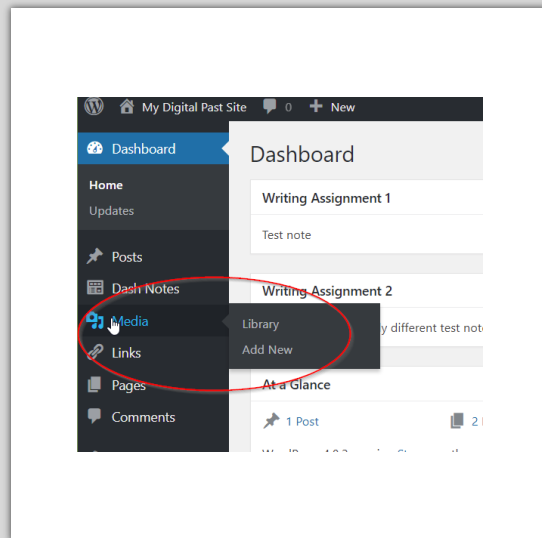 My Digital Past Site 0 New
Dashboard
Home
Updates
Posts
Dash Notes
Media
Links
Pages
Comments
Library
Add New
Dashboard
Writing Assignment 1
Test note
Writing Assignment 2
different test note
At a Glance
1 Post
2